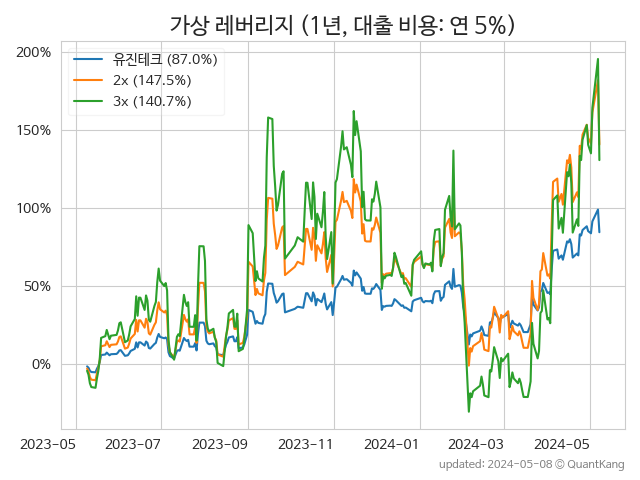 가상 레버리지 (1년, 대출 비용: 연 5%)
200%
150%
100%
50%
0%
유진테크 (87.0%)
2x (147.5%)
3x (140.7%)
2023-05 2023-07 2023-09 2023-11 2024-01 2024-03 2024-05
updated: 2024-05-08 © QuantKang